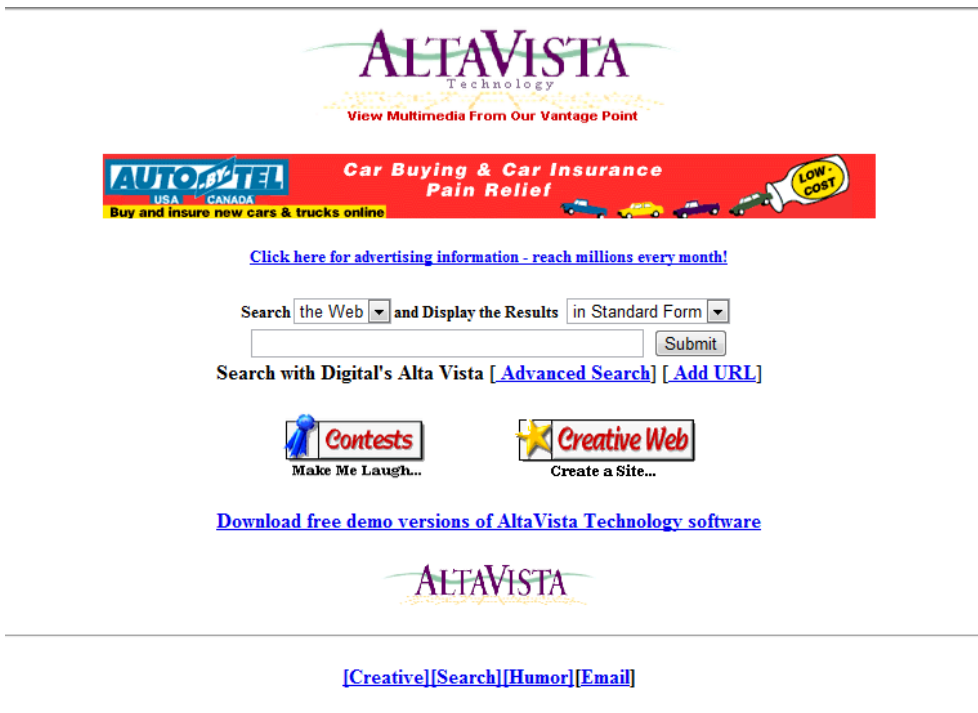 ALTAVISTA
Technology
View Multimedia From Our Vantage Point
AUTO-BY-TEL
USA CANADA
Buy and insure new cars & trucks online
Car Buying & Car Insurance
Pain Relief
LOW-
COST
Click here for advertising information - reach millions every month!
Search the Web and Display the Results in Standard Form
Submit
Search with Digital's Alta Vista [ Advanced Search] [ Add URL]
Contests
Make Me Laugh...
Creative Web
Create a Site...
Download free demo versions of AltaVista Technology software
ALTAVISTA
[Creative][Search][Humor][Email]